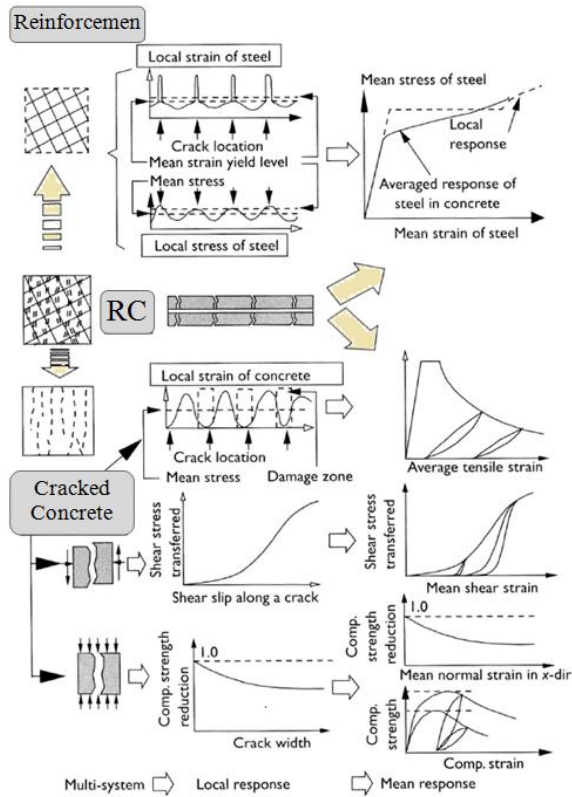 Reinforcemen
Local strain of steel
Crack location
Mean strain yield level
Mean stress
Local stress of steel
Mean stress of steel
Local
response
Averaged response of
steel in concrete
Mean strain of steel
RC
Local strain of concrete
Crack location
Mean stress
Damage zone
Average tensile strain
Cracked
Concrete
Shear stress
transferred
Shear slip along a crack
Shear stress
transferred
Mean shear strain
Comp. strength
reduction
1.0
Crack width
Comp.
strength
reduction
1.0
Mean normal strain in x-dir
Comp.
strength
Comp. strain
Multi-system
Local response
Mean response